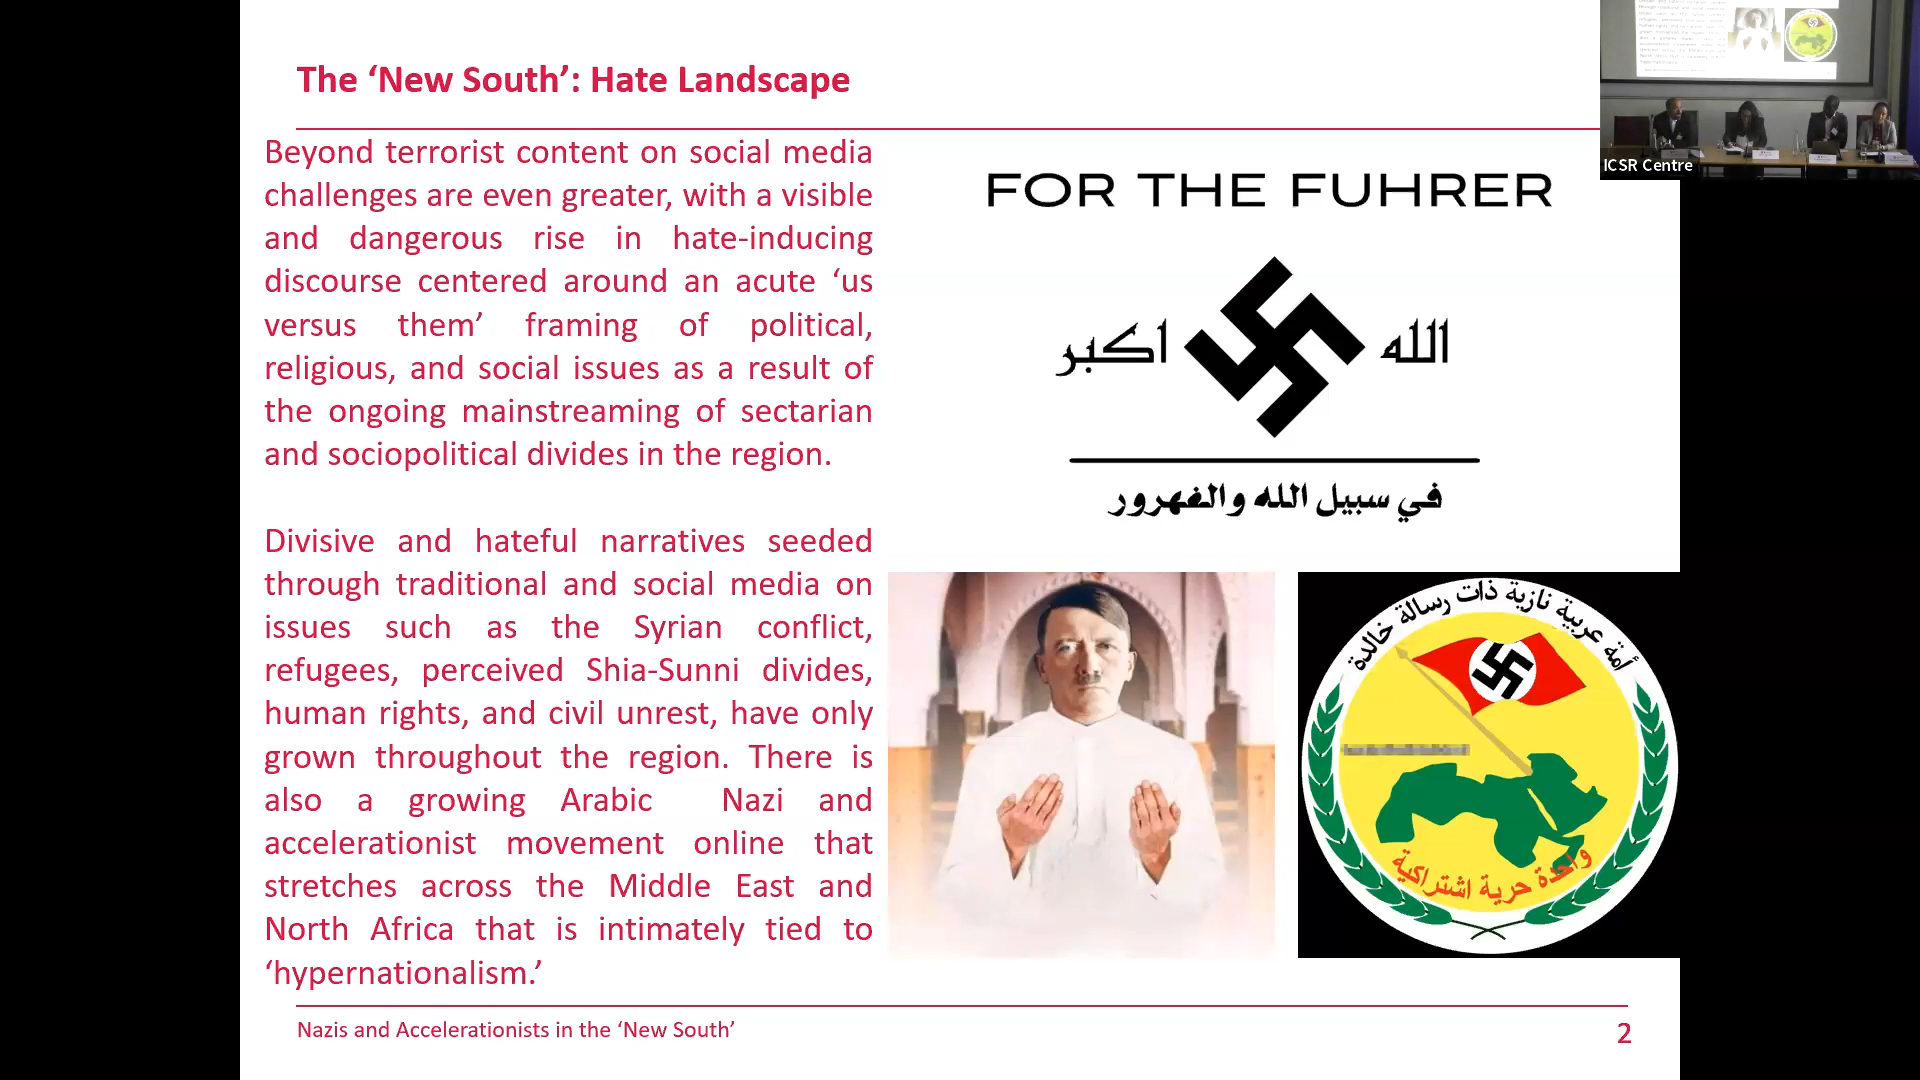 The ‘New South’: Hate Landscape
Beyond terrorist content on social media
challenges are even greater, with a visible
and dangerous rise in hate-inducing
discourse centered around an acute ‘us
versus them’ framing of political,
religious, and social issues as a result of
the ongoing mainstreaming of sectarian
and sociopolitical divides in the region.
Divisive and hateful narratives seeded
through traditional and social media on
issues such as the Syrian conflict,
refugees, perceived Shia-Sunni divides,
human rights, and civil unrest, have only
grown throughout the region. There is
also a growing Arabic Nazi and
accelerationist movement online that
stretches across the Middle East and
North Africa that is intimately tied to
‘hypernationalism.’
FOR THE FUHRER
الله اكبر
في سبيل الله والفهرور
أمة عربية نازية ذات رسالة خالدة
واحدة حرية اشتراكية
Nazis and Accelerationists in the ‘New South’
2
ICSR Centre